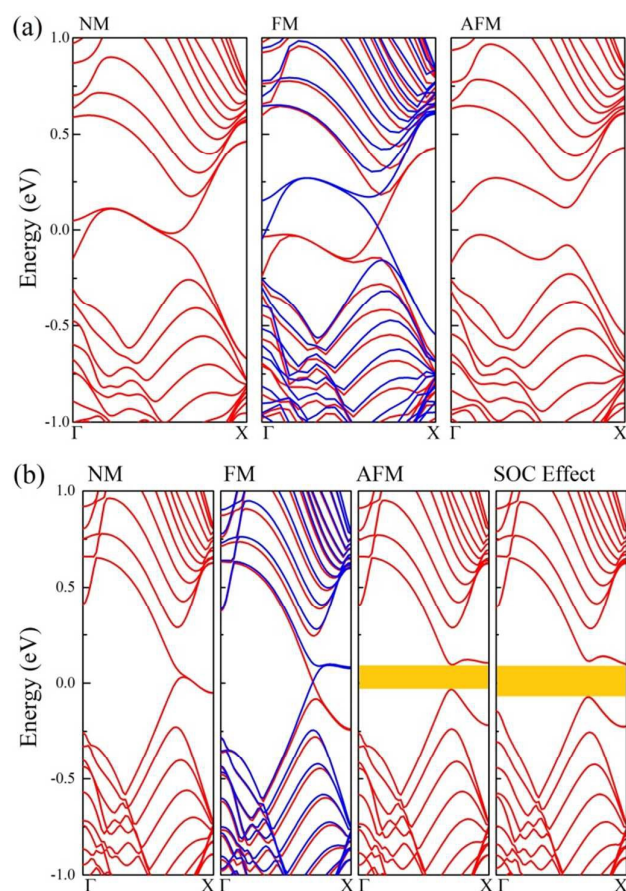 (a) NM FM AFM
1.0
0.5
0.0
-0.5
-1.0
Energy (eV)
Γ X Γ X Γ X
(b) NM FM AFM SOC Effect
1.0
0.5
0.0
-0.5
-1.0
Energy (eV)
Γ X Γ X Γ X Γ X